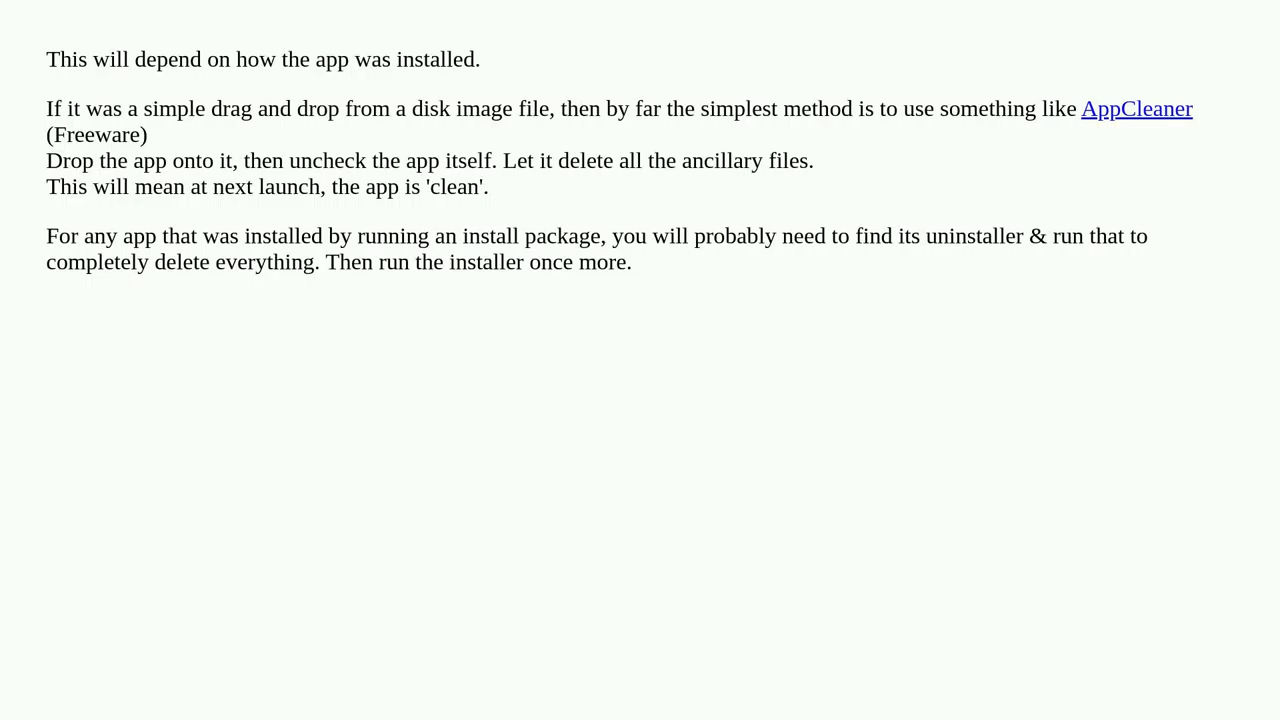 This will depend on how the app was installed.
If it was a simple drag and drop from a disk image file, then by far the simplest method is to use something like AppCleaner
(Freeware)
Drop the app onto it, then uncheck the app itself. Let it delete all the ancillary files.
This will mean at next launch, the app is 'clean'.
For any app that was installed by running an install package, you will probably need to find its uninstaller & run that to
completely delete everything. Then run the installer once more.